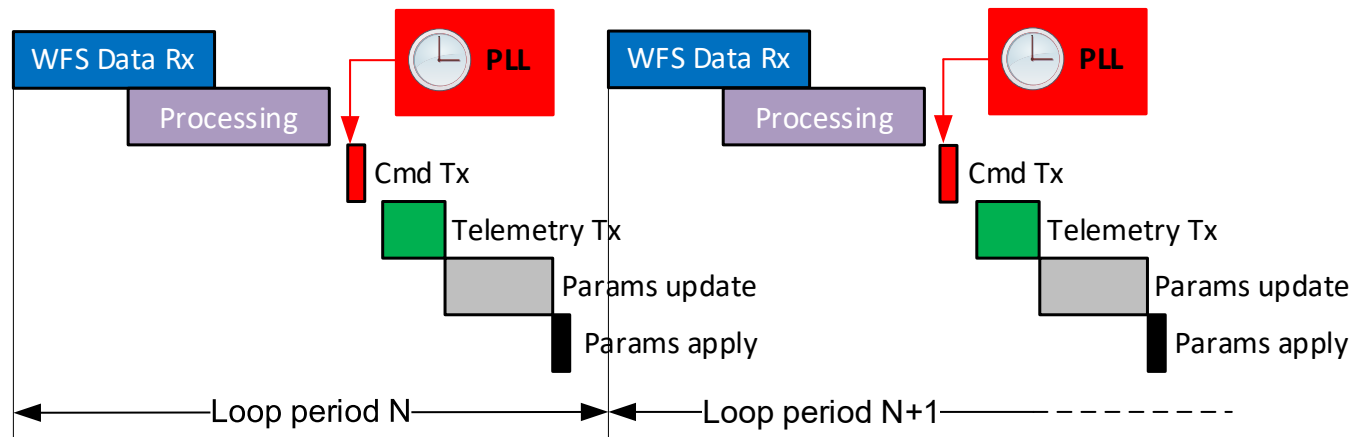 WFS Data Rx
PLL
Processing
Cmd Tx
Telemetry Tx
Params update
Params apply
Loop period N
WFS Data Rx
PLL
Processing
Cmd Tx
Telemetry Tx
Params update
Params apply
Loop period N+1